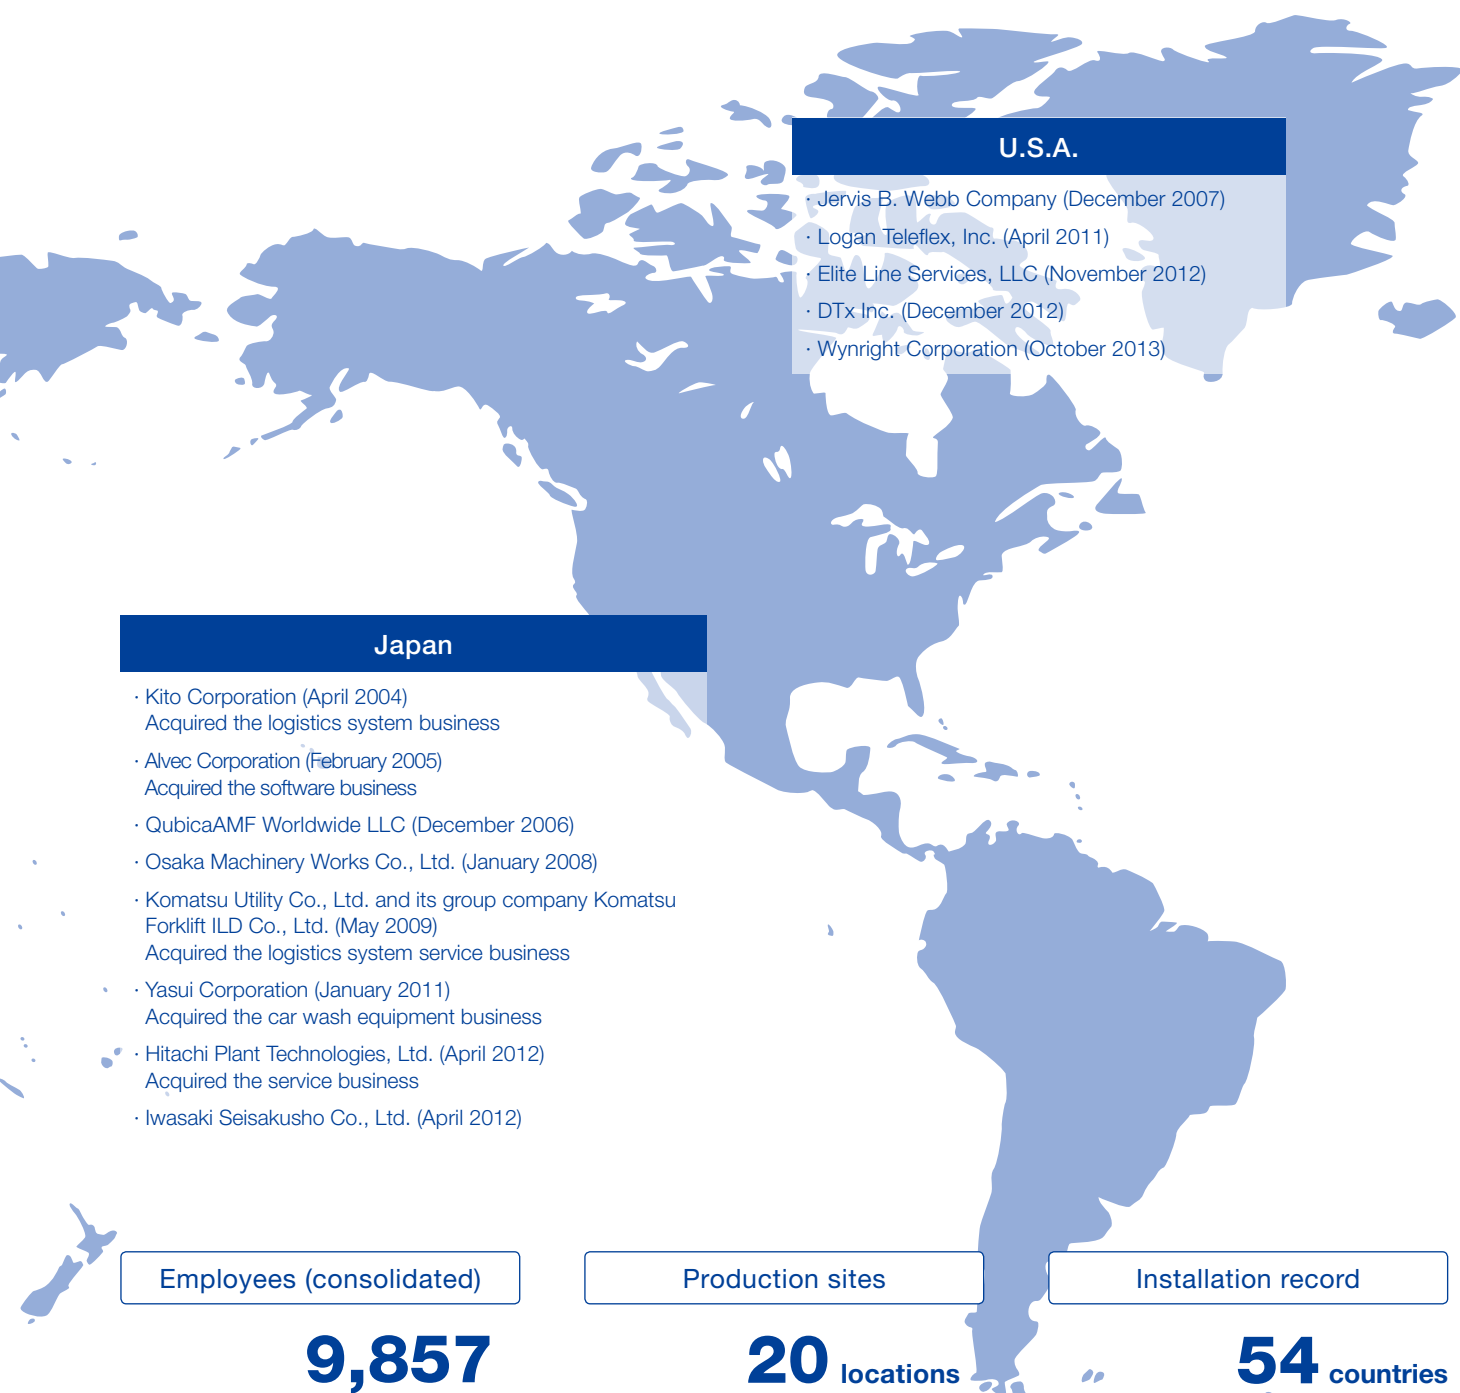 U.S.A.
· Jervis B. Webb Company (December 2007)
· Logan Teleflex, Inc. (April 2011)
· Elite Line Services, LLC (November 2012)
· DTx Inc. (December 2012)
· Wynright Corporation (October 2013)
Japan
· Kito Corporation (April 2004)
Acquired the logistics system business
· Alvec Corporation (February 2005)
Acquired the software business
· QubicaAMF Worldwide LLC (December 2006)
· Osaka Machinery Works Co., Ltd. (January 2008)
· Komatsu Utility Co., Ltd. and its group company Komatsu
Forklift ILD Co., Ltd. (May 2009)
Acquired the logistics system service business
· Yasui Corporation (January 2011)
Acquired the car wash equipment business
· Hitachi Plant Technologies, Ltd. (April 2012)
Acquired the service business
· Iwasaki Seisakusho Co., Ltd. (April 2012)
Employees (consolidated)
9,857
Production sites
20 locations
Installation record
54 countries